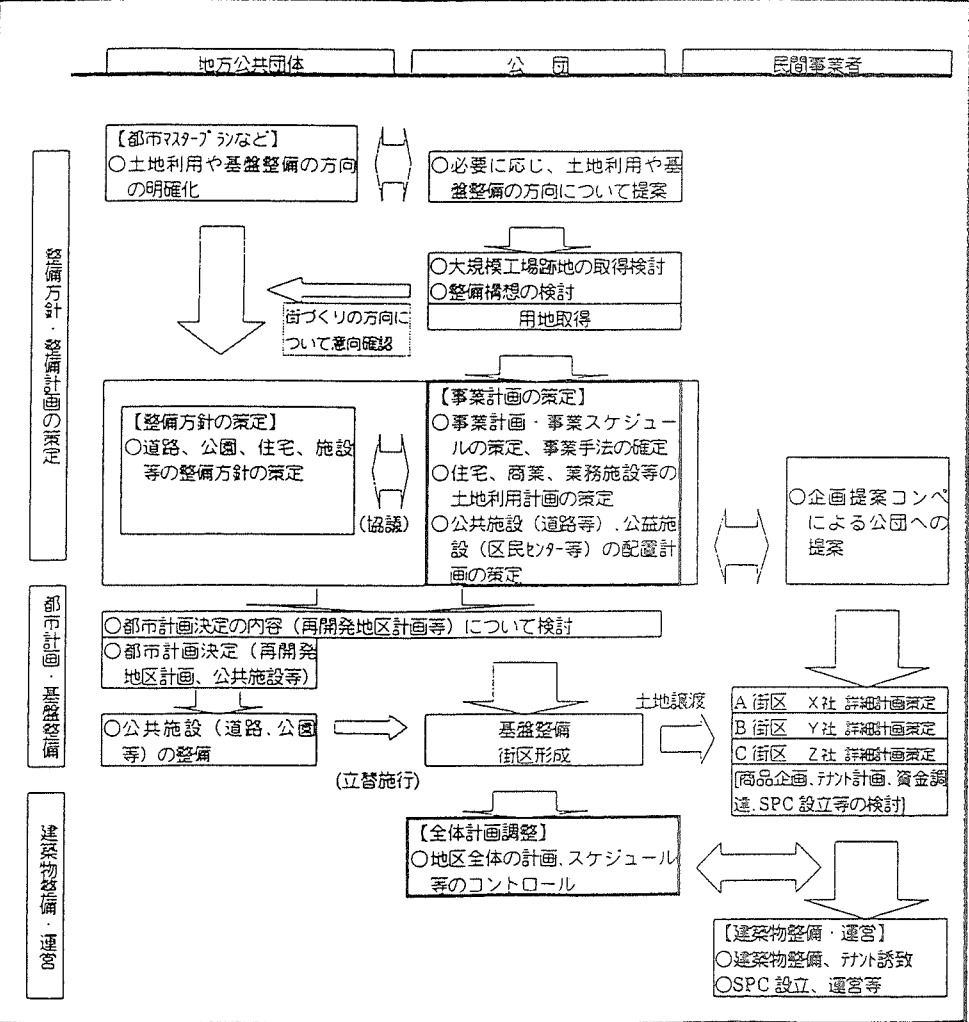 地方公共団体
公 団
民間事業者
整備方針・整備計画の策定
【都市ﾏｽﾀｰﾌﾟﾗﾝなど】
○土地利用や基盤整備の方向
の明確化
○必要に応じ、土地利用や基
盤整備の方向について提案
○大規模工場跡地の取得検討
○整備構想の検討
用地取得
街づくりの方向に
ついて意向確認
【整備方針の策定】
○道路、公園、住宅、施設
等の整備方針の策定
(協議)
【事業計画の策定】
○事業計画・事業スケジュー
ルの策定、事業手法の確定
○住宅、商業、業務施設等の
土地利用計画の策定
○公共施設（道路等）、公益施
設（区民ｾﾝﾀｰ等）の配置計
画の策定
○企画提案コンペ
による公団への
提案
都市計画・基盤整備
○都市計画決定の内容（再開発地区計画等）について検討
○都市計画決定（再開発
地区計画、公共施設等）
○公共施設（道路、公園
等）の整備
(立替施行)
基盤整備
街区形成
土地譲渡
A 街区 X 社 詳細計画策定
B 街区 Y 社 詳細計画策定
C 街区 Z 社 詳細計画策定
[商品企画、ﾃﾅﾝﾄ計画、資金調
達、SPC 設立等の検討]
建築物整備・運営
【全体計画調整】
○地区全体の計画、スケジュール
等のコントロール
【建築物整備・運営】
○建築物整備、ﾃﾅﾝﾄ誘致
○SPC 設立、運営等